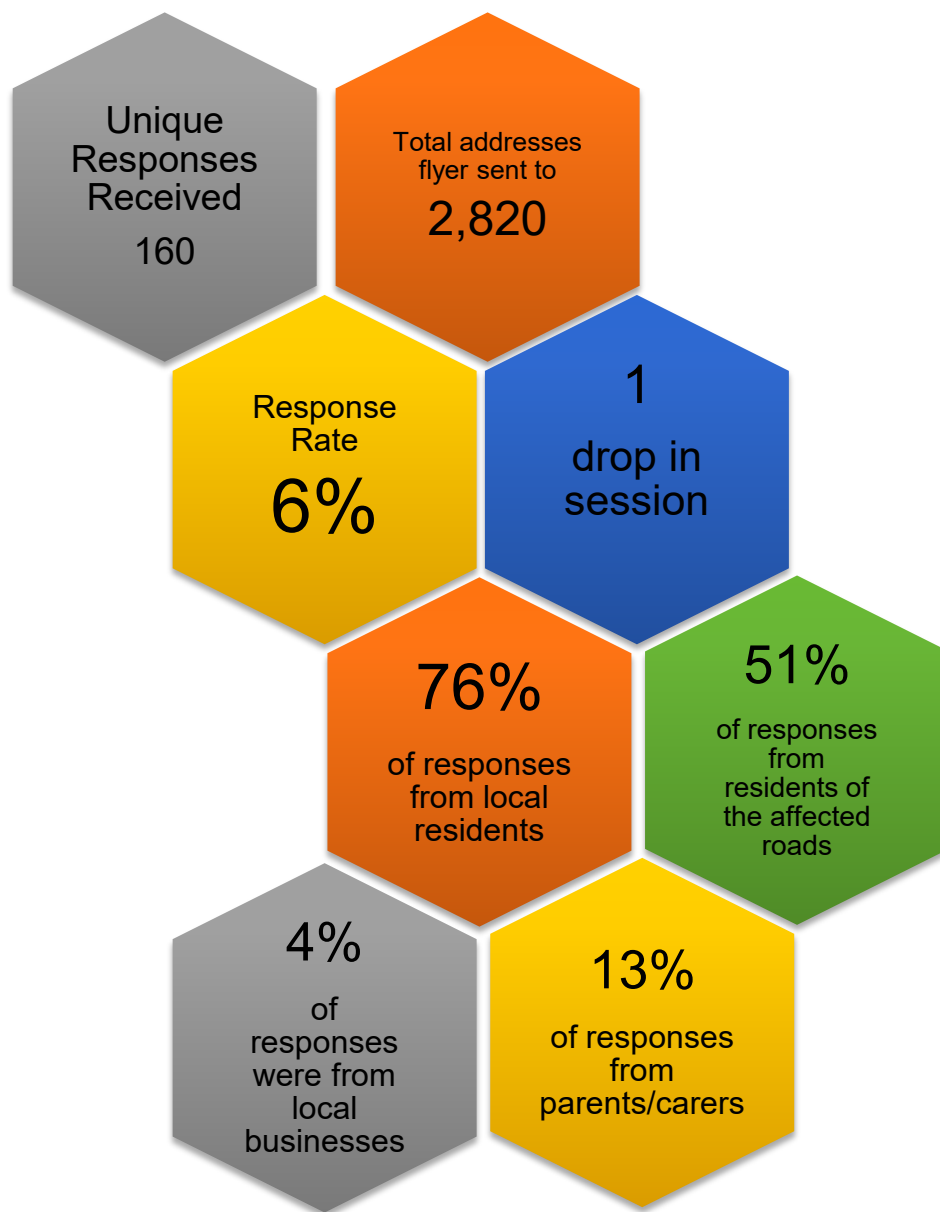 Unique
Responses
Received
160
Total addresses
flyer sent to
2,820
Response
Rate
6%
1
drop in
session
76%
of responses
from local
residents
51%
of responses
from
residents of
the affected
roads
4%
of
responses
were from
local
businesses
13%
of responses
from
parents/carers